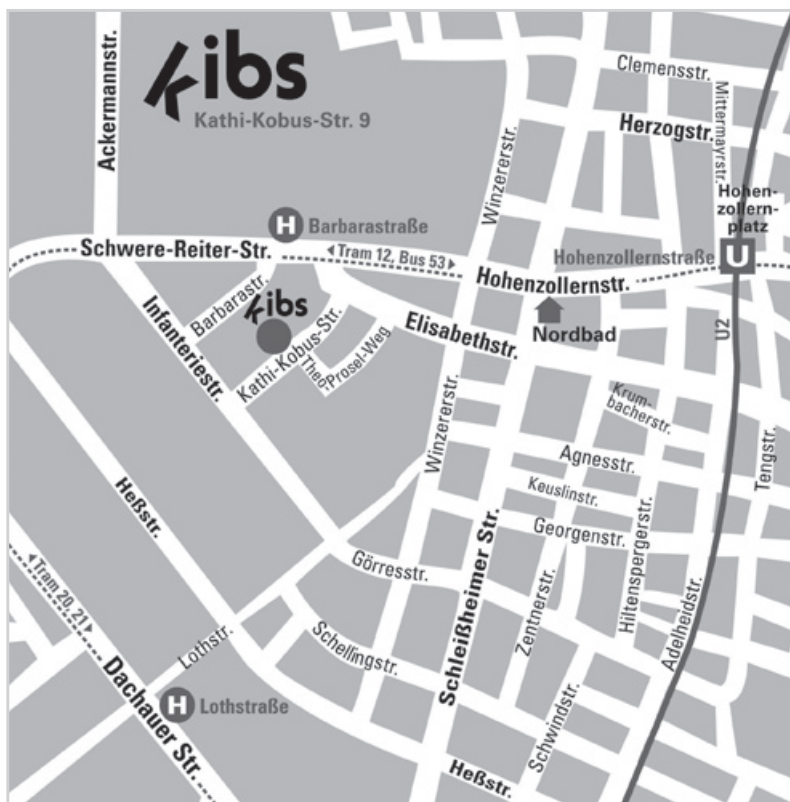 kibs
Kathi-Kobus-Str. 9
Ackermannstr.
Clemensstr.
Mittermayrstr.
Herzogstr.
Winzererstr.
Hohen-
zollern-
platz
H Barbarastraße
Schwere-Reiter-Str.
Tram 12, Bus 53
Hohenzollernstraße
U
Hohenzollernstr.
Barbarastr.
kibs
Infanteriestr.
Kathi-Kobus-Str.
Theo-Prosel-Weg
Elisabethstr.
Nordbad
U2
Krum-
bacherstr.
Winzererstr.
Agnesstr.
Tengstr.
Keuslinstr.
Heßstr.
Georgenstr.
Görresstr.
Schleißheimer Str.
Hiltenspergerstr.
Zentnerstr.
Adelheidstr.
Tram 20, 21
Lothstr.
Schellingstr.
Dachauer Str.
H Lothstraße
Schwindstr.
Heßstr.